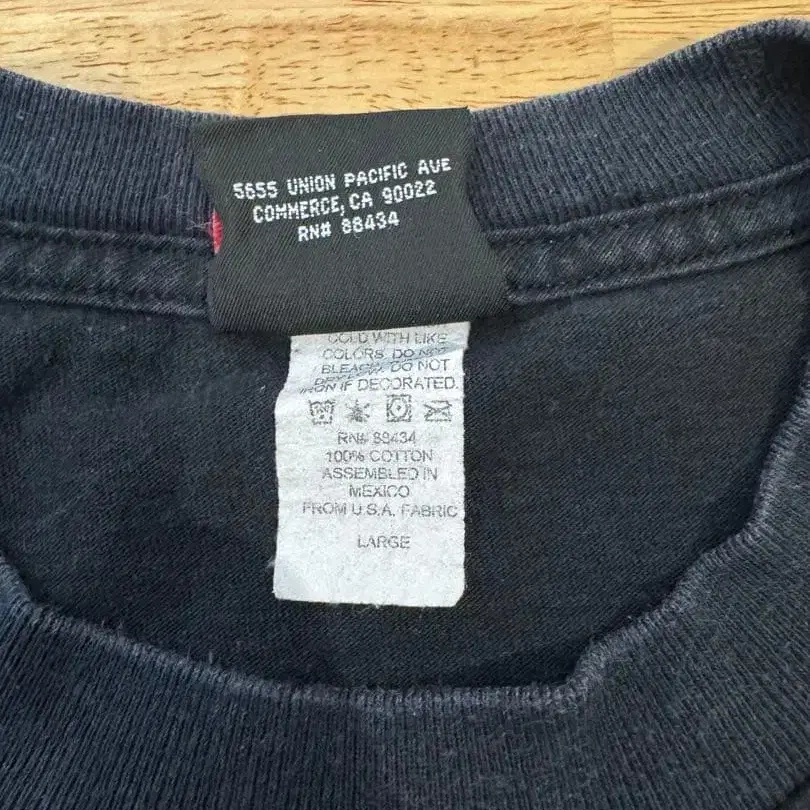 5655 UNION PACIFIC AVE
COMMERCE, CA 90022
RN# 88434
COLD WITH LIKE
COLORS. DO NOT
BLEACH. DO NOT
IRON IF DECORATED.
RN# 88434
100% COTTON
ASSEMBLED IN
MEXICO
FROM U.S.A. FABRIC
LARGE